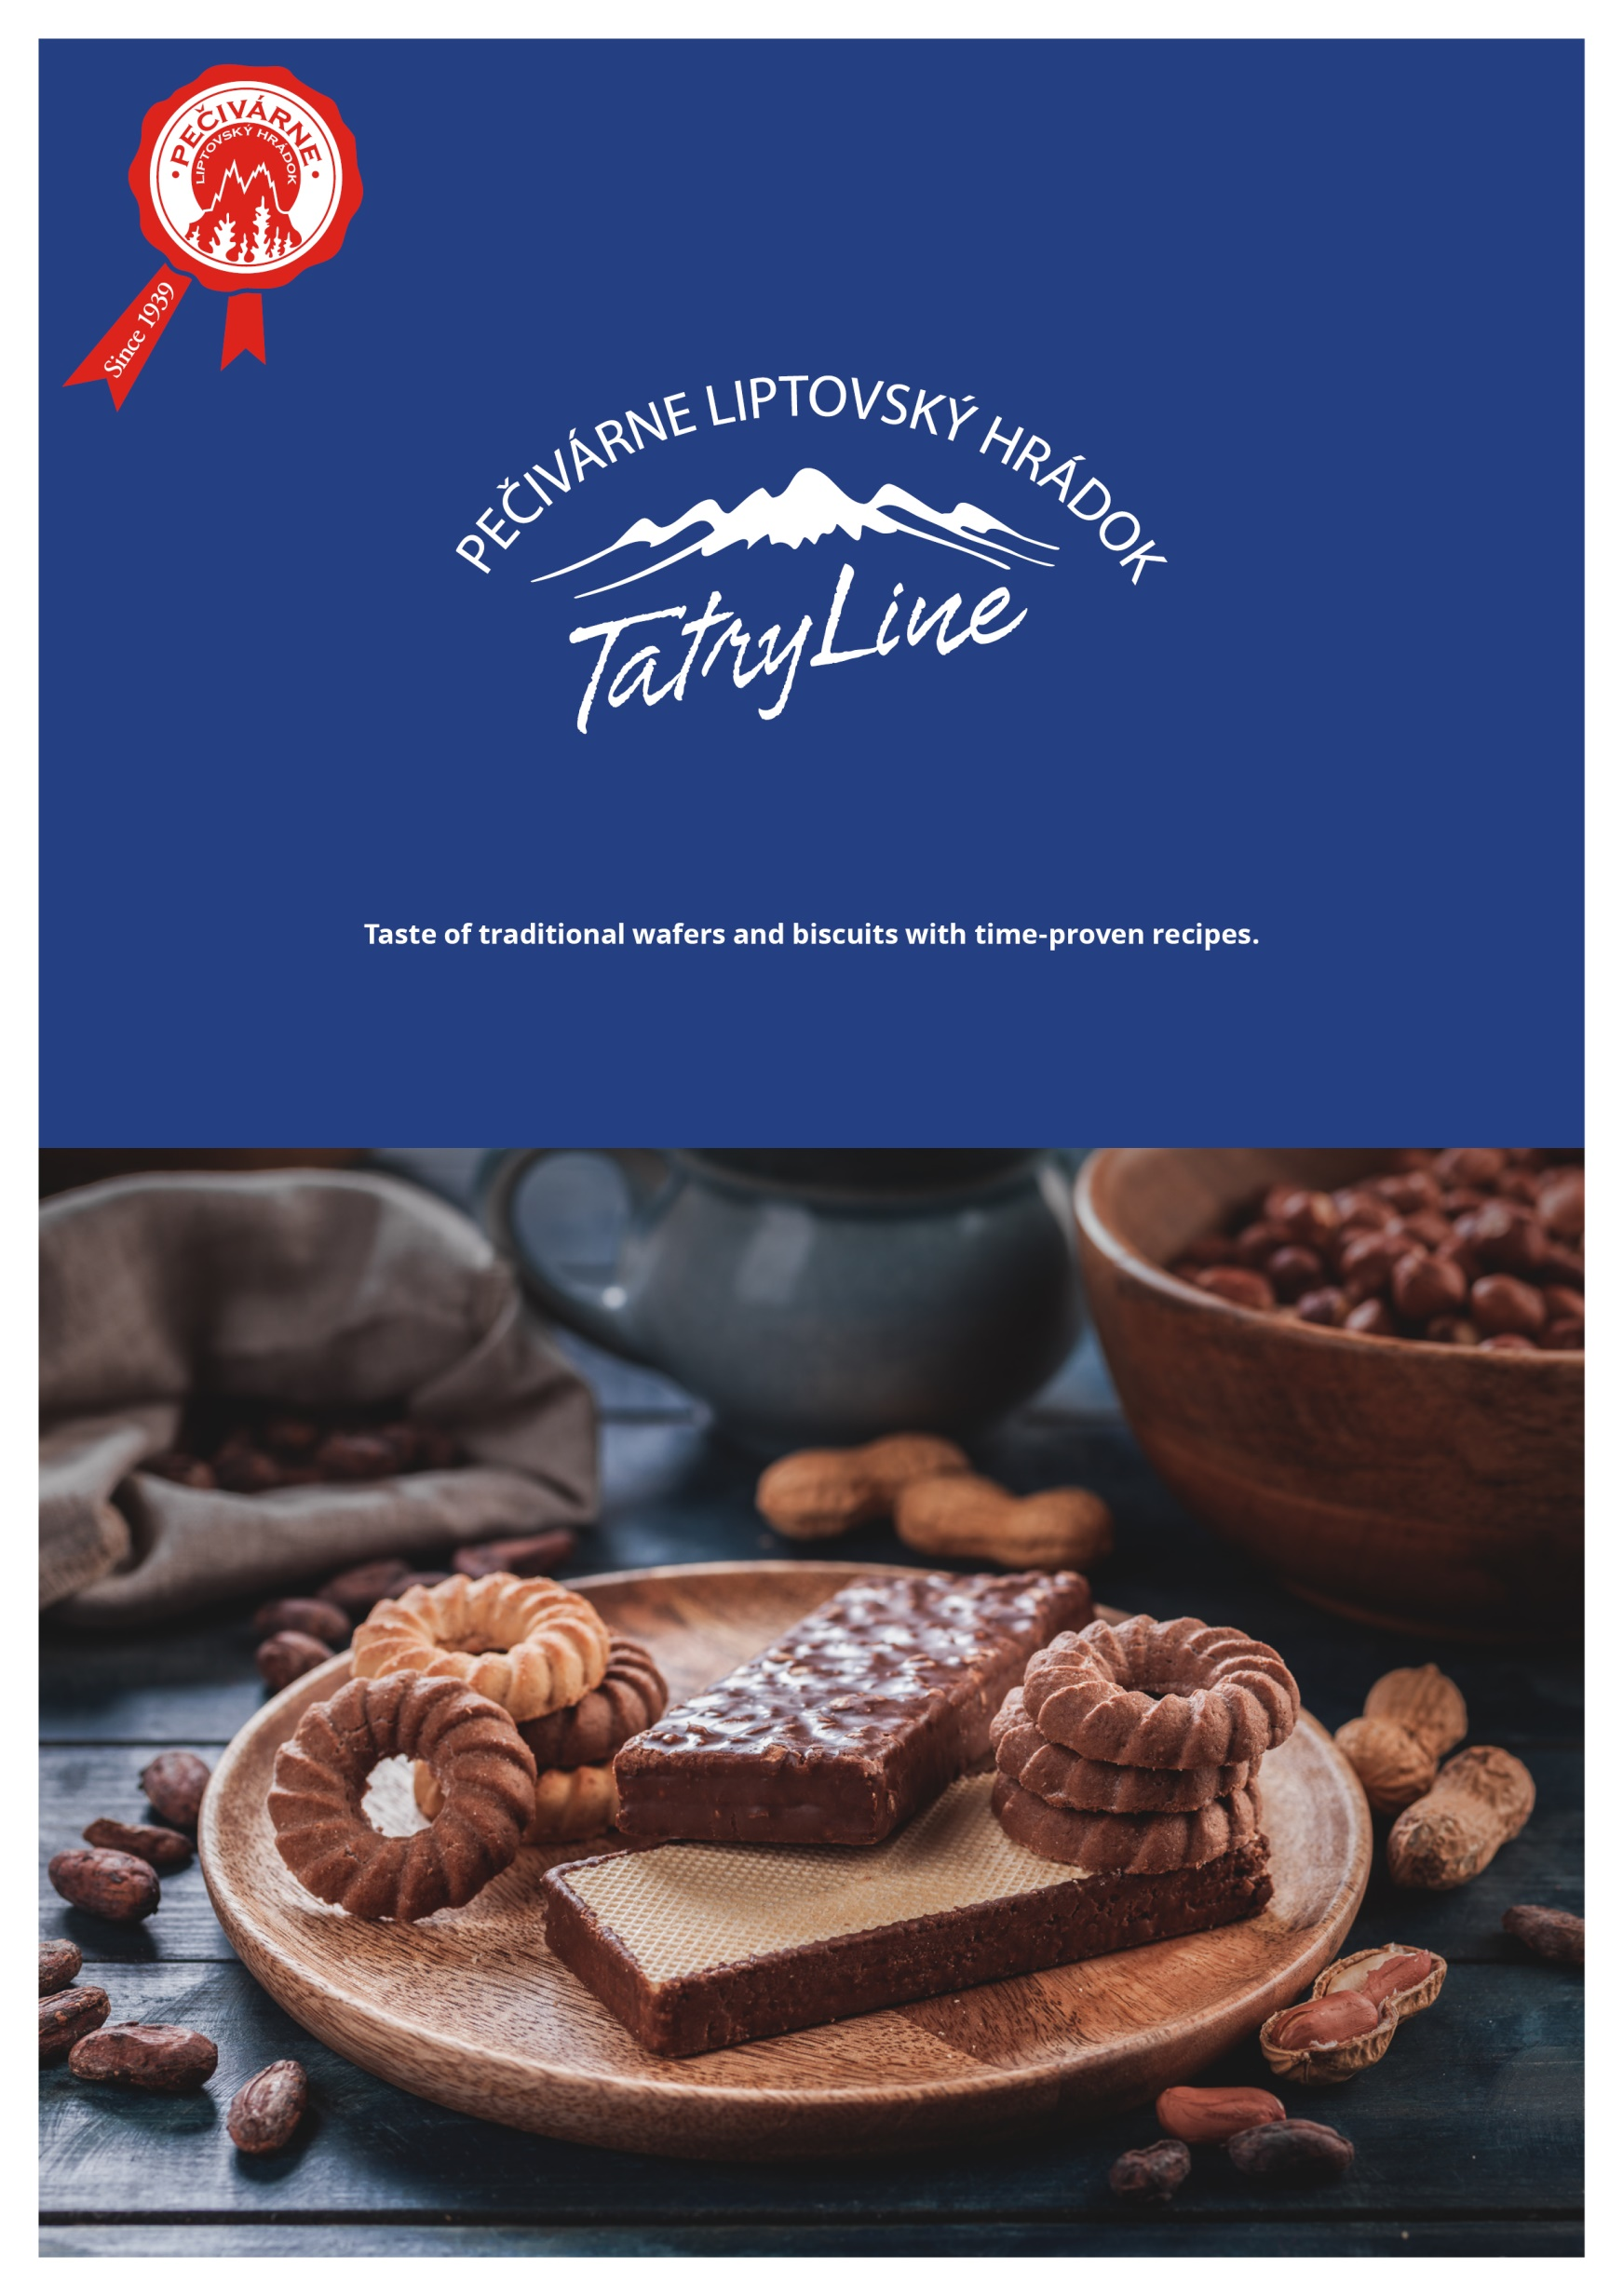 PEČIVÁRNE
LIPTOVSKÝ HRÁDOK
Since 1939
PEČIVÁRNE LIPTOVSKÝ HRÁDOK
TatryLine
Taste of traditional wafers and biscuits with time-proven recipes.